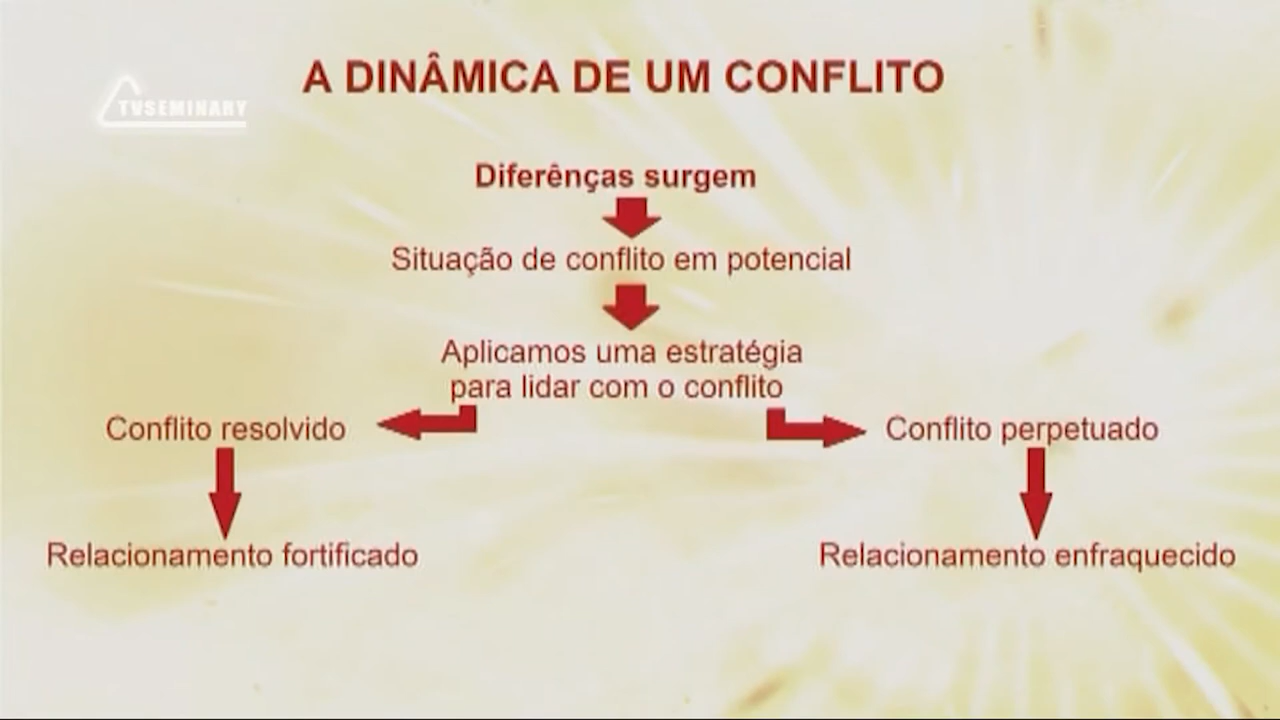 A DINÂMICA DE UM CONFLITO
TVSEMINARY
Diferênças surgem
Situação de conflito em potencial
Aplicamos uma estratégia
para lidar com o conflito
Conflito resolvido
Conflito perpetuado
Relacionamento fortificado
Relacionamento enfraquecido